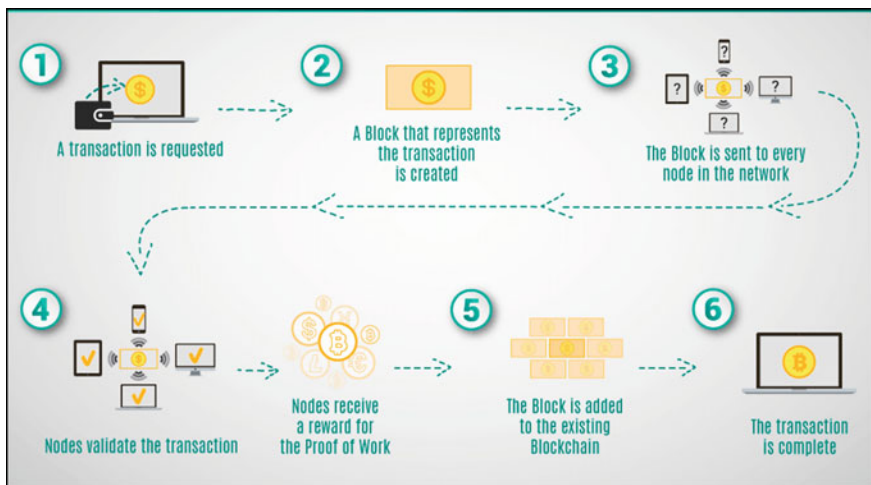 1
A transaction is requested
2
A Block that represents
the transaction
is created
3
The Block is sent to every
node in the network
4
Nodes validate the transaction
Nodes receive
a reward for
the Proof of Work
5
The Block is added
to the existing
Blockchain
6
The transaction
is complete